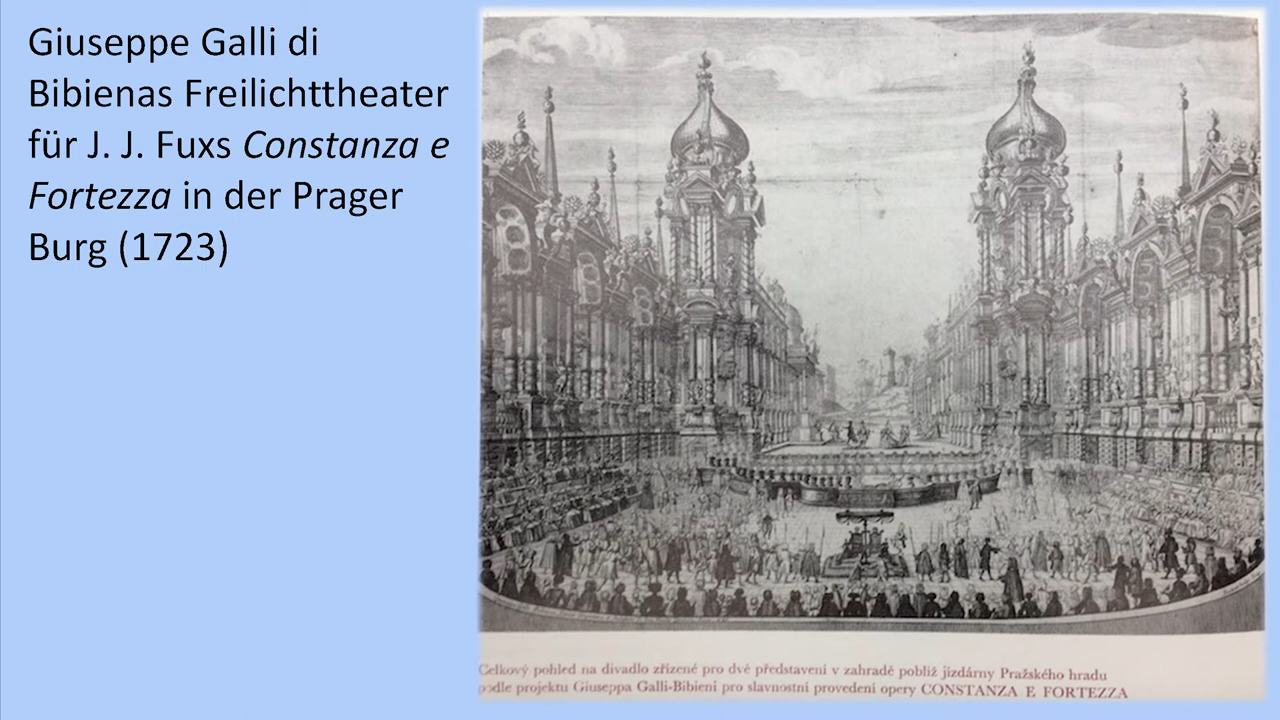 Giuseppe Galli di
Bibienas Freilichttheater
für J. J. Fuxs Constanza e
Fortezza in der Prager
Burg (1723)
Celkový pohled na divadlo zřízené pro dvé představení v zahradě poblíž jízdárny Pražského hradu
podle projektu Giuseppa Galli-Bibieni pro slavnostní provedení opery CONSTANZA E FORTEZZA